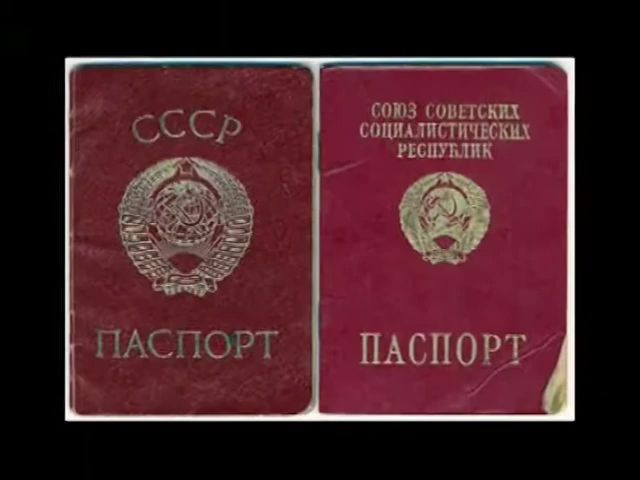 СССР
ПАСПОРТ
СОЮЗ СОВЕТСКИХ
СОЦИАЛИСТИЧЕСКИХ
РЕСПУБЛИК
ПАСПОРТ